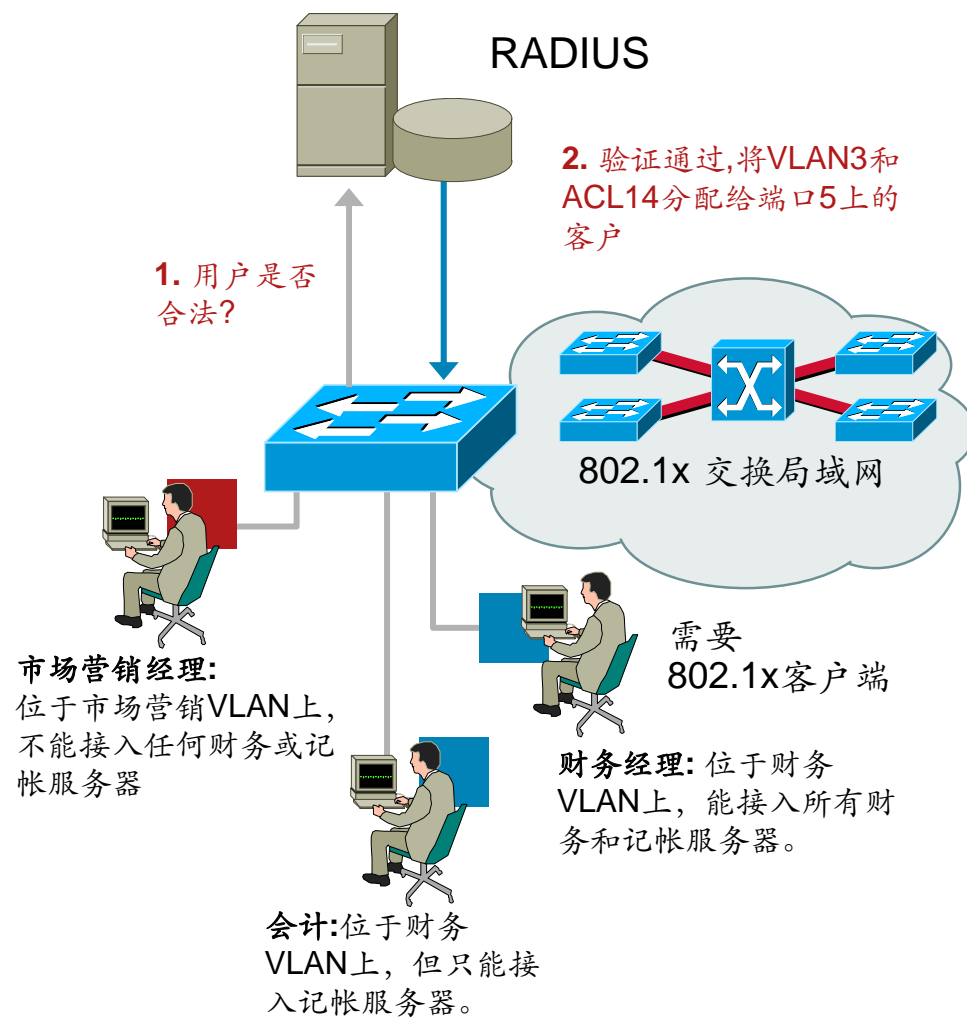 RADIUS
2. 验证通过,将VLAN3和
ACL14分配给端口5上的
客户
1. 用户是否
合法?
802.1x 交换局域网
市场营销经理:
位于市场营销VLAN上，
不能接入任何财务或记
帐服务器
需要
802.1x客户端
财务经理: 位于财务
VLAN上，能接入所有财
务和记帐服务器。
会计:位于财务
VLAN上，但只能接
入记帐服务器。